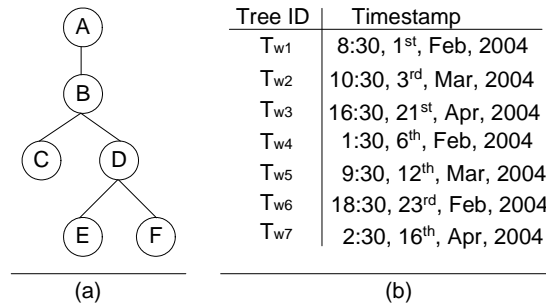 A
B
C D
E F
(a)
Tree ID Timestamp
Tw1 8:30, 1st, Feb, 2004
Tw2 10:30, 3rd, Mar, 2004
Tw3 16:30, 21st, Apr, 2004
Tw4 1:30, 6th, Feb, 2004
Tw5 9:30, 12th, Mar, 2004
Tw6 18:30, 23rd, Feb, 2004
Tw7 2:30, 16th, Apr, 2004
(b)